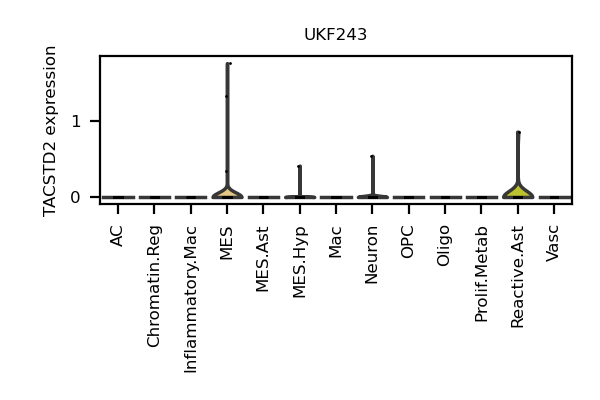 UKF243
TACSTD2 expression
1
0
AC
Chromatin.Reg
Inflammatory.Mac
MES
MES.Ast
MES.Hyp
Mac
Neuron
OPC
Oligo
Prolif.Metab
Reactive.Ast
Vasc